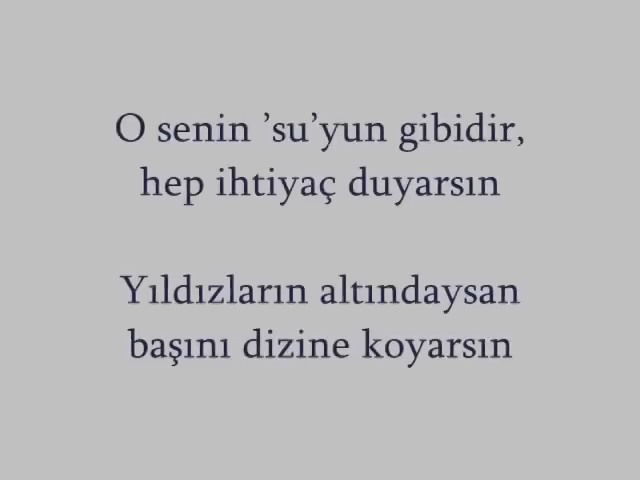 O senin ’su’yun gibidir,
hep ihtiyaç duyarsın
Yıldızların altındaysan
başını dizine koyarsın